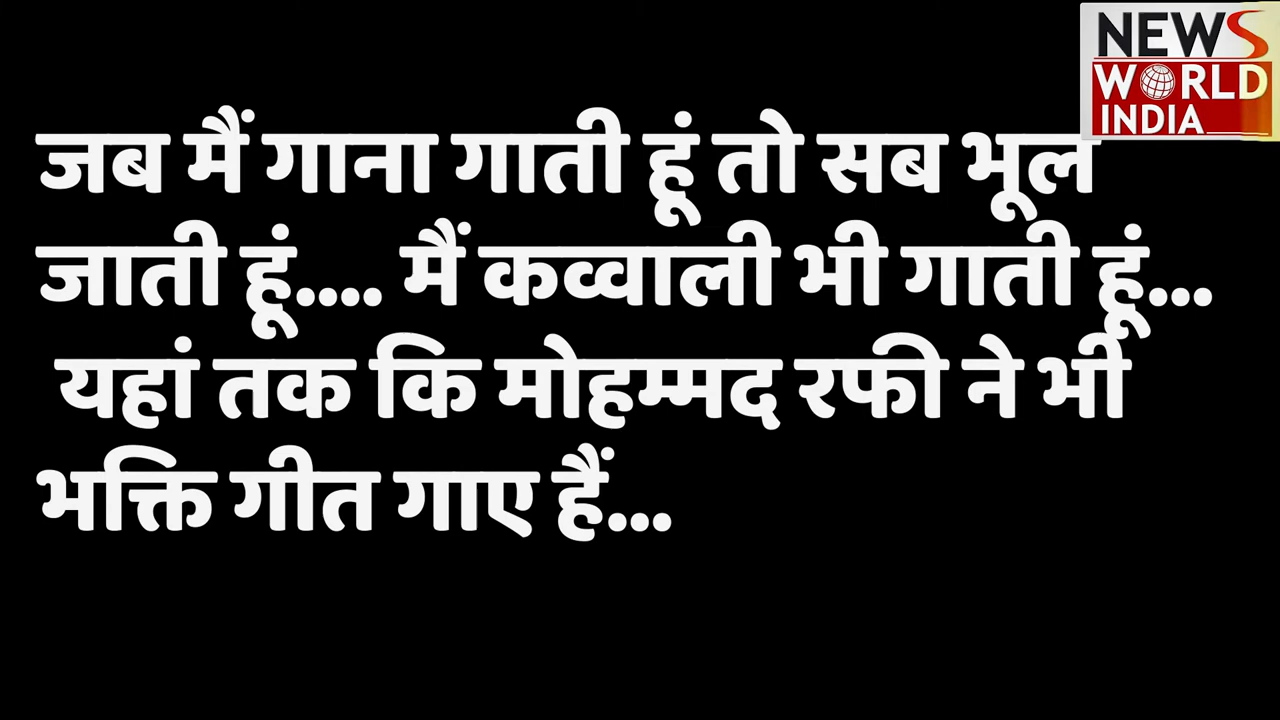 NEWS
WORLD
INDIA
जब मैं गाना गाती हूं तो सब भूल
जाती हूं.... मैं कव्वाली भी गाती हूं...
यहां तक कि मोहम्मद रफी ने भी
भक्ति गीत गाए हैं...